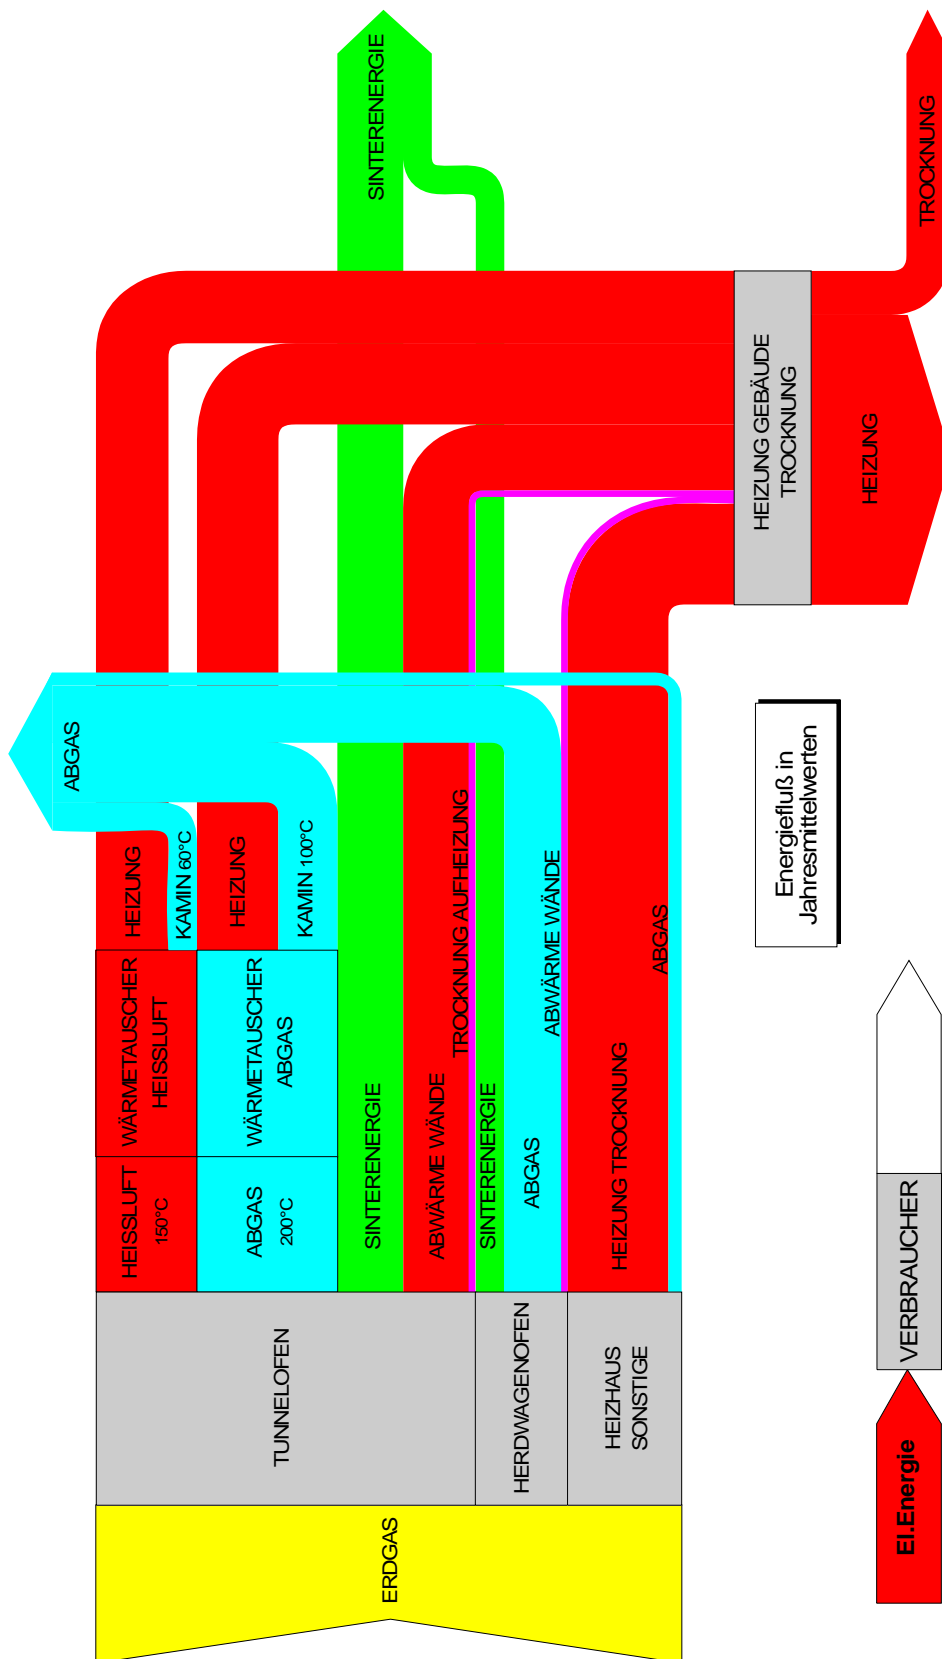 ERDGAS
TUNNELOFEN
HERDWAGENOFEN
HEIZHAUS
SONSTIGE
HEISSLUFT
150°C
ABGAS
200°C
WÄRMETAUSCHER
HEISSLUFT
WÄRMETAUSCHER
ABGAS
HEIZUNG
KAMIN 60°C
HEIZUNG
KAMIN 100°C
ABGAS
SINTERENERGIE
ABWÄRME WÄNDE
TROCKNUNG AUFHEIZUNG
SINTERENERGIE
ABGAS
ABWÄRME WÄNDE
HEIZUNG TROCKNUNG
ABGAS
SINTERENERGIE
HEIZUNG GEBÄUDE
TROCKNUNG
HEIZUNG
TROCKNUNG
Energiefluß in
Jahresmittelwerten
El.Energie
VERBRAUCHER